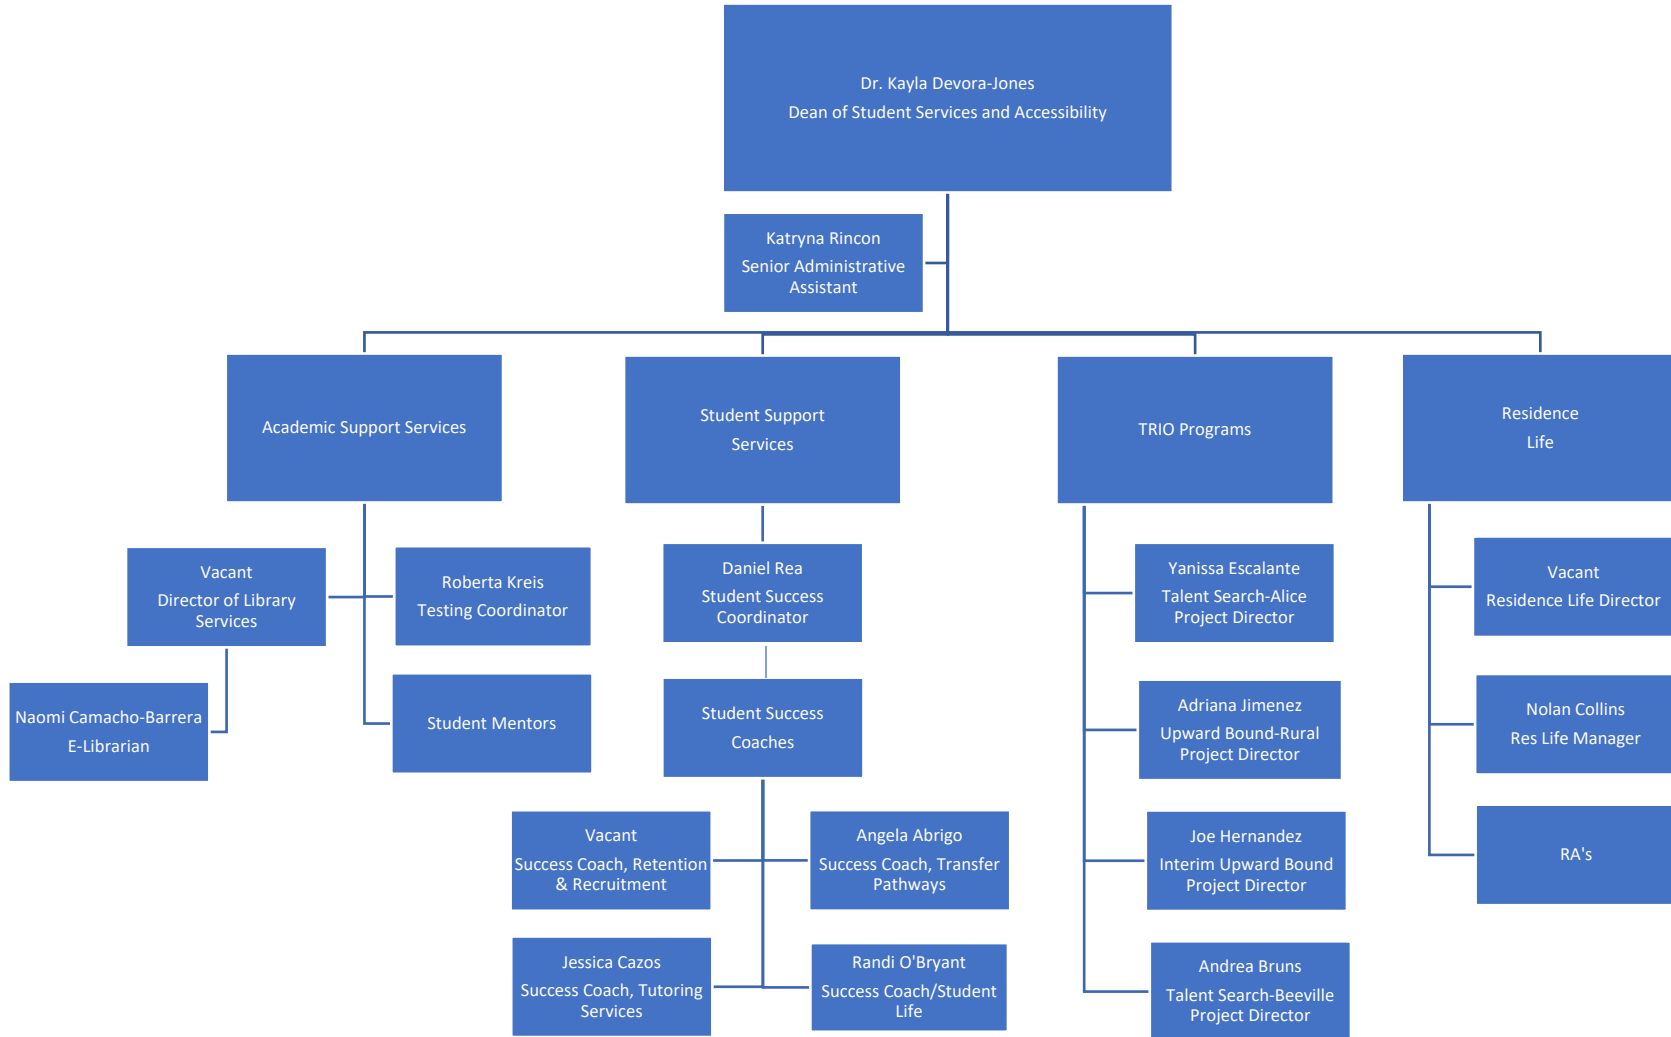 Dr. Kayla Devora-Jones
Dean of Student Services and Accessibility
Katryna Rincon
Senior Administrative
Assistant
Academic Support Services
Student Support
Services
TRIO Programs
Residence
Life
Vacant
Director of Library
Services
Roberta Kreis
Testing Coordinator
Naomi Camacho-Barrera
E-Librarian
Student Mentors
Daniel Rea
Student Success
Coordinator
Student Success
Coaches
Vacant
Success Coach, Retention
& Recruitment
Angela Abrigo
Success Coach, Transfer
Pathways
Jessica Cazos
Success Coach, Tutoring
Services
Randi O'Bryant
Success Coach/Student
Life
Yanissa Escalante
Talent Search-Alice
Project Director
Adriana Jimenez
Upward Bound-Rural
Project Director
Joe Hernandez
Interim Upward Bound
Project Director
Andrea Bruns
Talent Search-Beeville
Project Director
Vacant
Residence Life Director
Nolan Collins
Res Life Manager
RA's